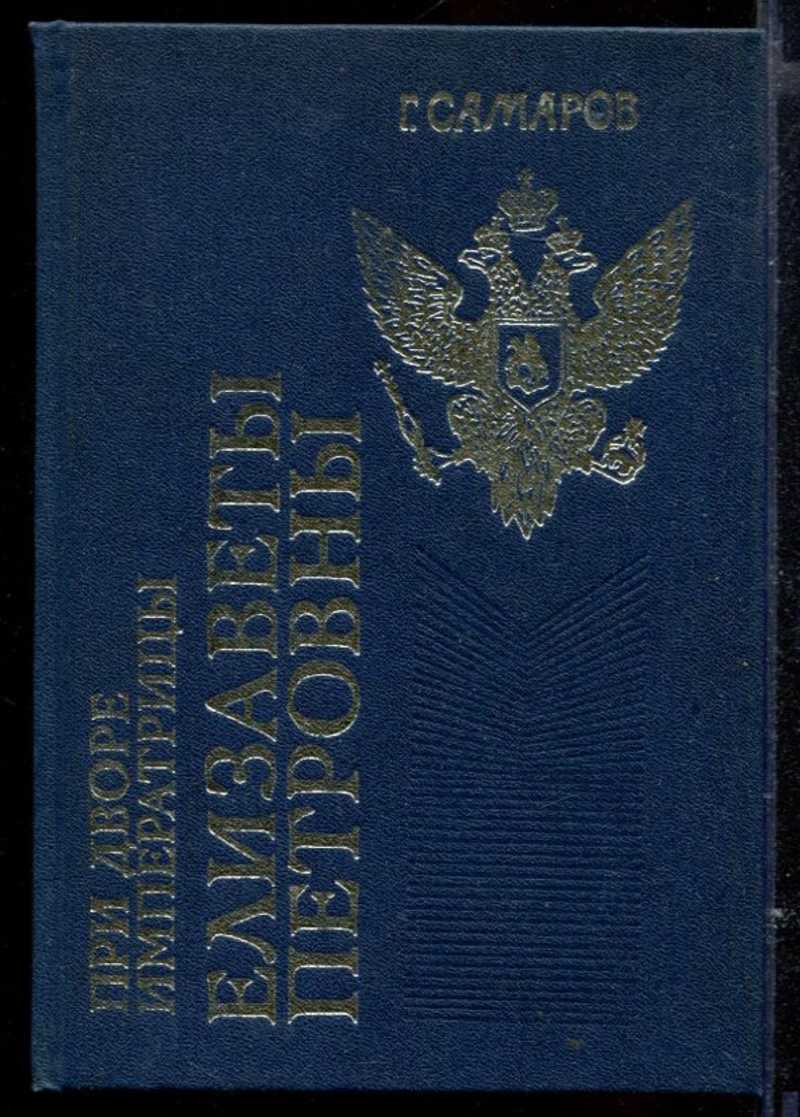 Г. САМАРОВ
ПРИ ДВОРЕ
ИМПЕРАТРИЦЫ
ЕЛИЗАВЕТЫ
ПЕТРОВНЫ